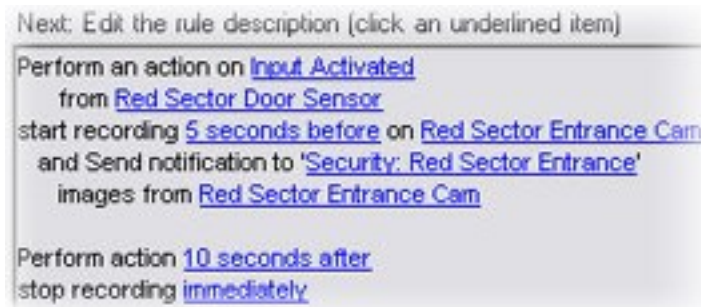 Next: Edit the rule description (click an underlined item)
Perform an action on Input Activated
from Red Sector Door Sensor
start recording 5 seconds before on Red Sector Entrance Cam
and Send notification to 'Security: Red Sector Entrance'
images from Red Sector Entrance Cam
Perform action 10 seconds after
stop recording immediately